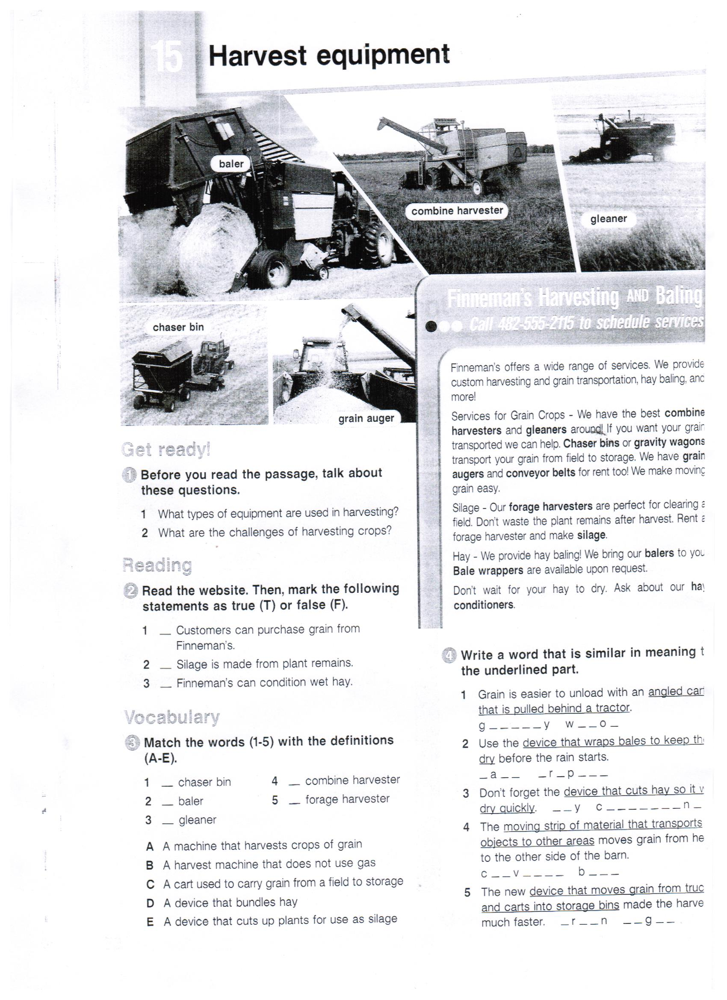 15
Harvest equipment
baler
combine harvester
gleaner
chaser bin
grain auger
Finneman's Harvesting AND Baling
Call 482-555-2115 to schedule services
Finneman's offers a wide range of services. We provide
custom harvesting and grain transportation, hay baling, and
more!
Services for Grain Crops - We have the best combine
harvesters and gleaners around! If you want your grain
transported we can help. Chaser bins or gravity wagons
transport your grain from field to storage. We have grain
augers and conveyor belts for rent too! We make moving
grain easy.
Silage - Our forage harvesters are perfect for clearing a
field. Don't waste the plant remains after harvest. Rent a
forage harvester and make silage.
Hay - We provide hay baling! We bring our balers to you
Bale wrappers are available upon request.
Don't wait for your hay to dry. Ask about our hay
conditioners.
Get ready!
1 Before you read the passage, talk about
these questions.
1 What types of equipment are used in harvesting?
2 What are the challenges of harvesting crops?
Reading
2 Read the website. Then, mark the following
statements as true (T) or false (F).
1 _ Customers can purchase grain from
Finneman's.
2 _ Silage is made from plant remains.
3 _ Finneman's can condition wet hay.
Vocabulary
3 Match the words (1-5) with the definitions
(A-E).
1 _ chaser bin 4 _ combine harvester
2 _ baler 5 _ forage harvester
3 _ gleaner
A A machine that harvests crops of grain
B A harvest machine that does not use gas
C A cart used to carry grain from a field to storage
D A device that bundles hay
E A device that cuts up plants for use as silage
4 Write a word that is similar in meaning t
the underlined part.
1 Grain is easier to unload with an angled cart
that is pulled behind a tractor.
g _ _ _ _ _ y w _ _ o _
2 Use the device that wraps bales to keep th
dry before the rain starts.
_ a _ _ _ r _ p _ _ _
3 Don't forget the device that cuts hay so it
dry quickly. _ _ y c _ _ _ _ _ _ _ _ n _
4 The moving strip of material that transports
objects to other areas moves grain from he
to the other side of the barn.
c _ _ v _ _ _ _ b _ _ _
5 The new device that moves grain from truc
and carts into storage bins made the harve
much faster. _ r _ _ n _ _ g _ _